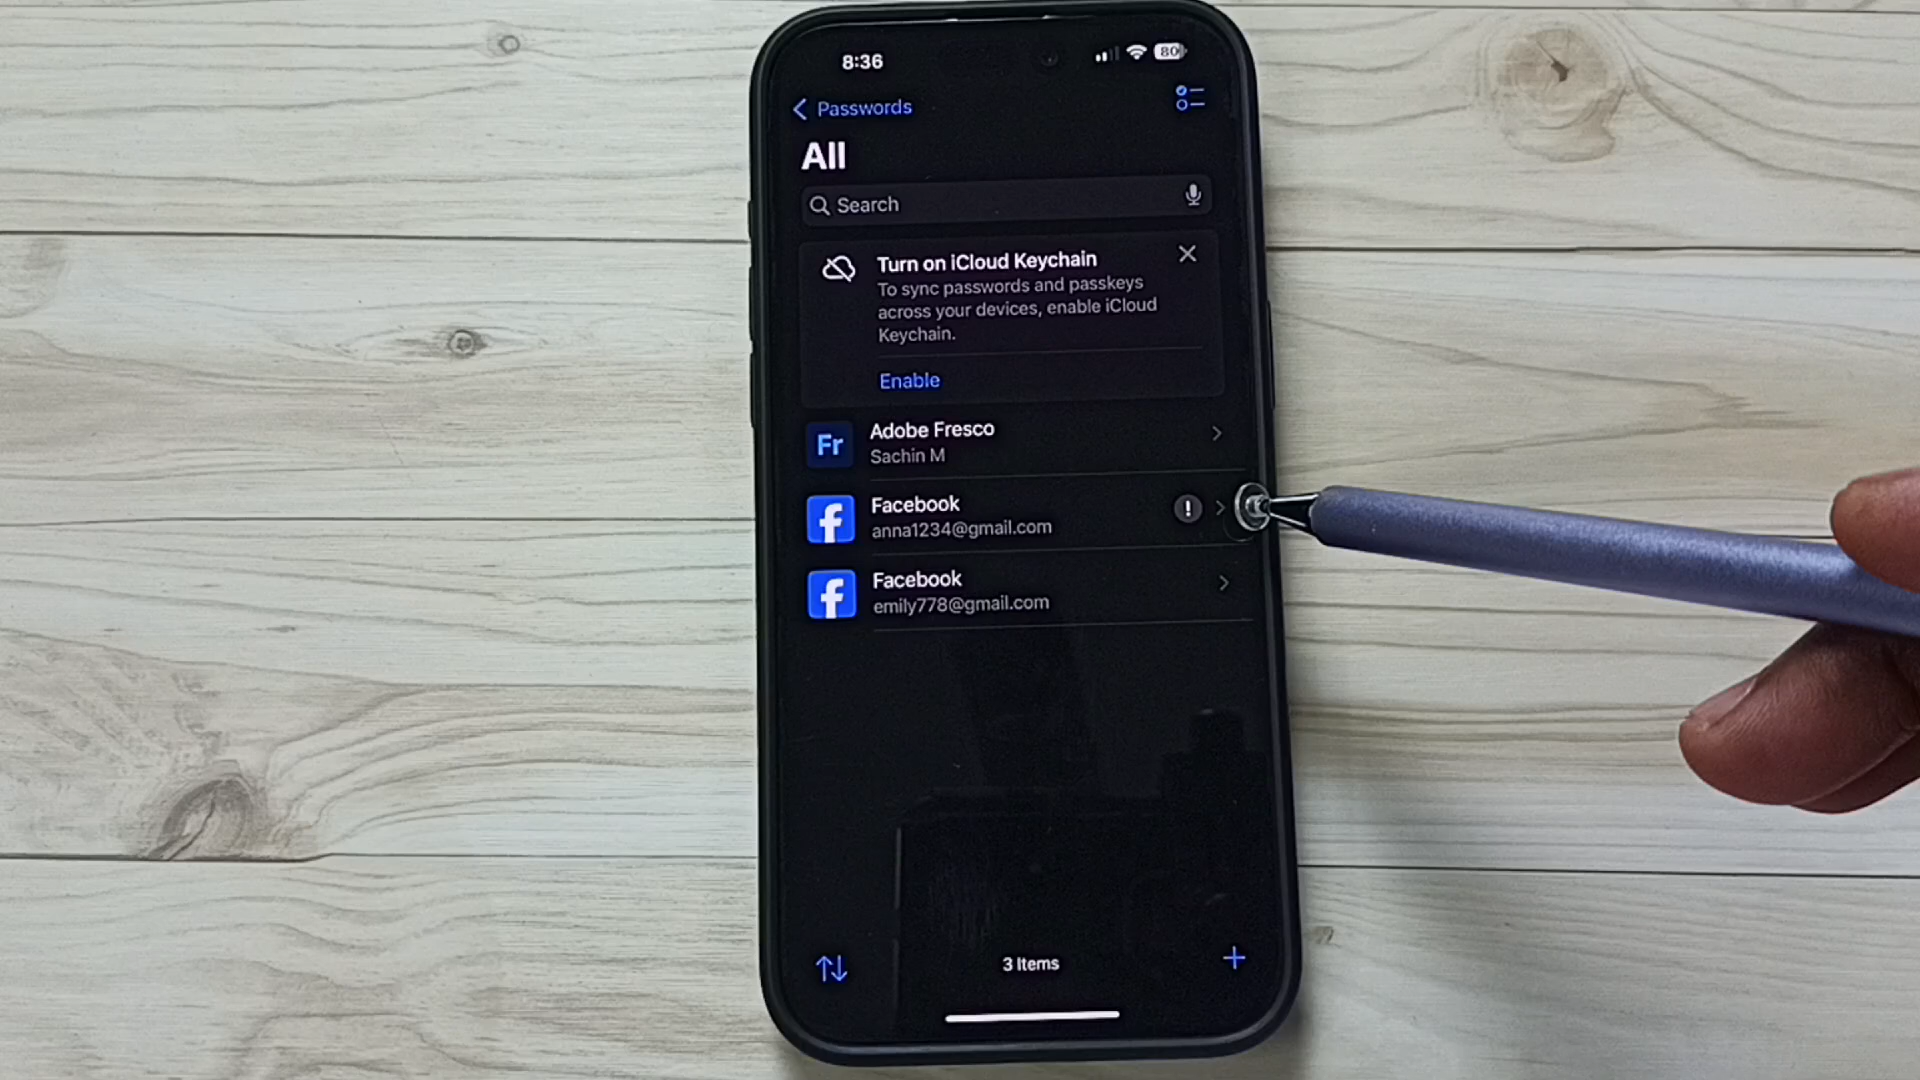 8:36
80
Passwords
All
Search
Turn on iCloud Keychain
To sync passwords and passkeys
across your devices, enable iCloud
Keychain.
Enable
Fr
Adobe Fresco
Sachin M
f
Facebook
anna1234@gmail.com
!
f
Facebook
emily778@gmail.com
3 Items